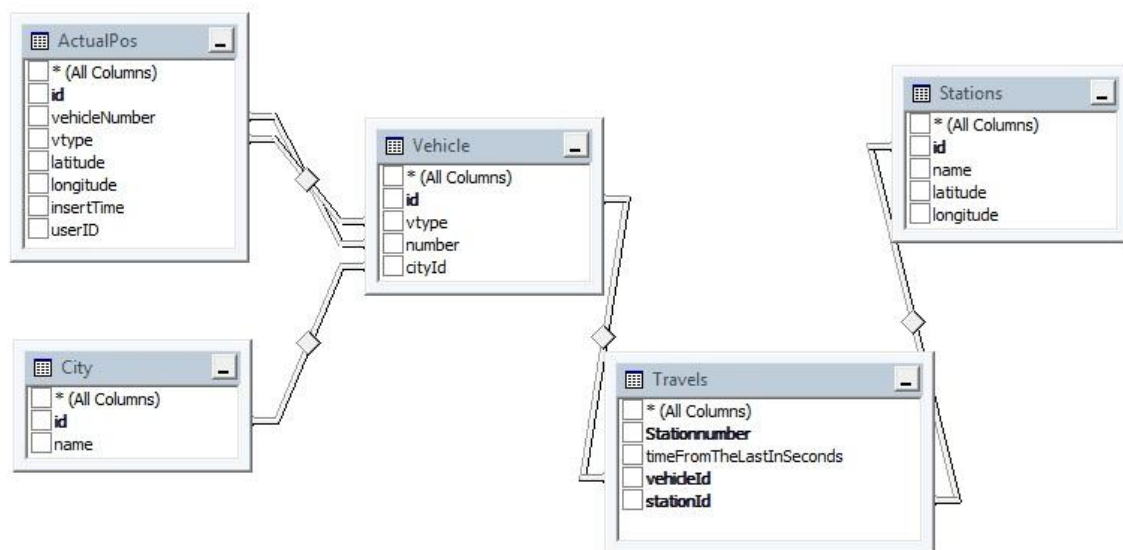 ActualPos
* (All Columns)
id
vehicleNumber
vtype
latitude
longitude
insertTime
userID
Vehicle
* (All Columns)
id
vtype
number
cityId
Stations
* (All Columns)
id
name
latitude
longitude
City
* (All Columns)
id
name
Travels
* (All Columns)
Stationnumber
timeFromTheLastInSeconds
vehicleId
stationId